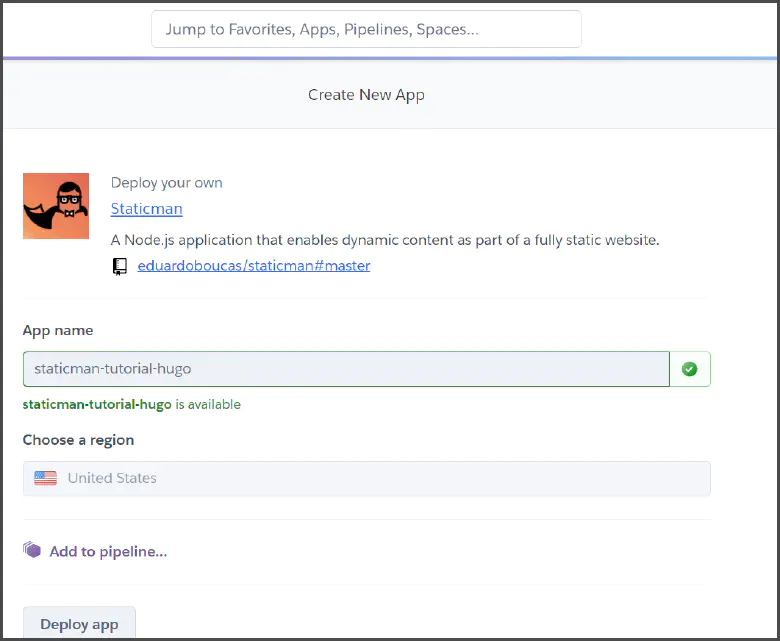 Jump to Favorites, Apps, Pipelines, Spaces...
Create New App
Deploy your own
Staticman
A Node.js application that enables dynamic content as part of a fully static website.
eduardoboucas/staticman#master
App name
staticman-tutorial-hugo
staticman-tutorial-hugo is available
Choose a region
United States
Add to pipeline...
Deploy app